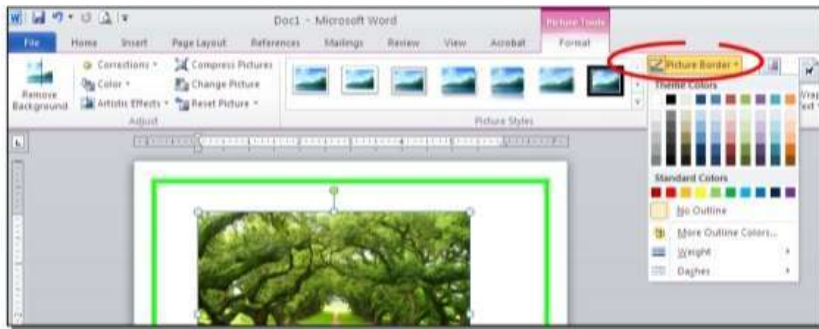 Doc1 - Microsoft Word
Picture Tools
File Home Insert Page Layout References Mailings Review View Acrobat Format
Remove Background
Corrections
Color
Artistic Effects
Compress Pictures
Change Picture
Reset Picture
Adjust
Picture Styles
Picture Border
Wrap
Text
Theme Colors
Standard Colors
No Outline
More Outline Colors...
Weight
Dashes